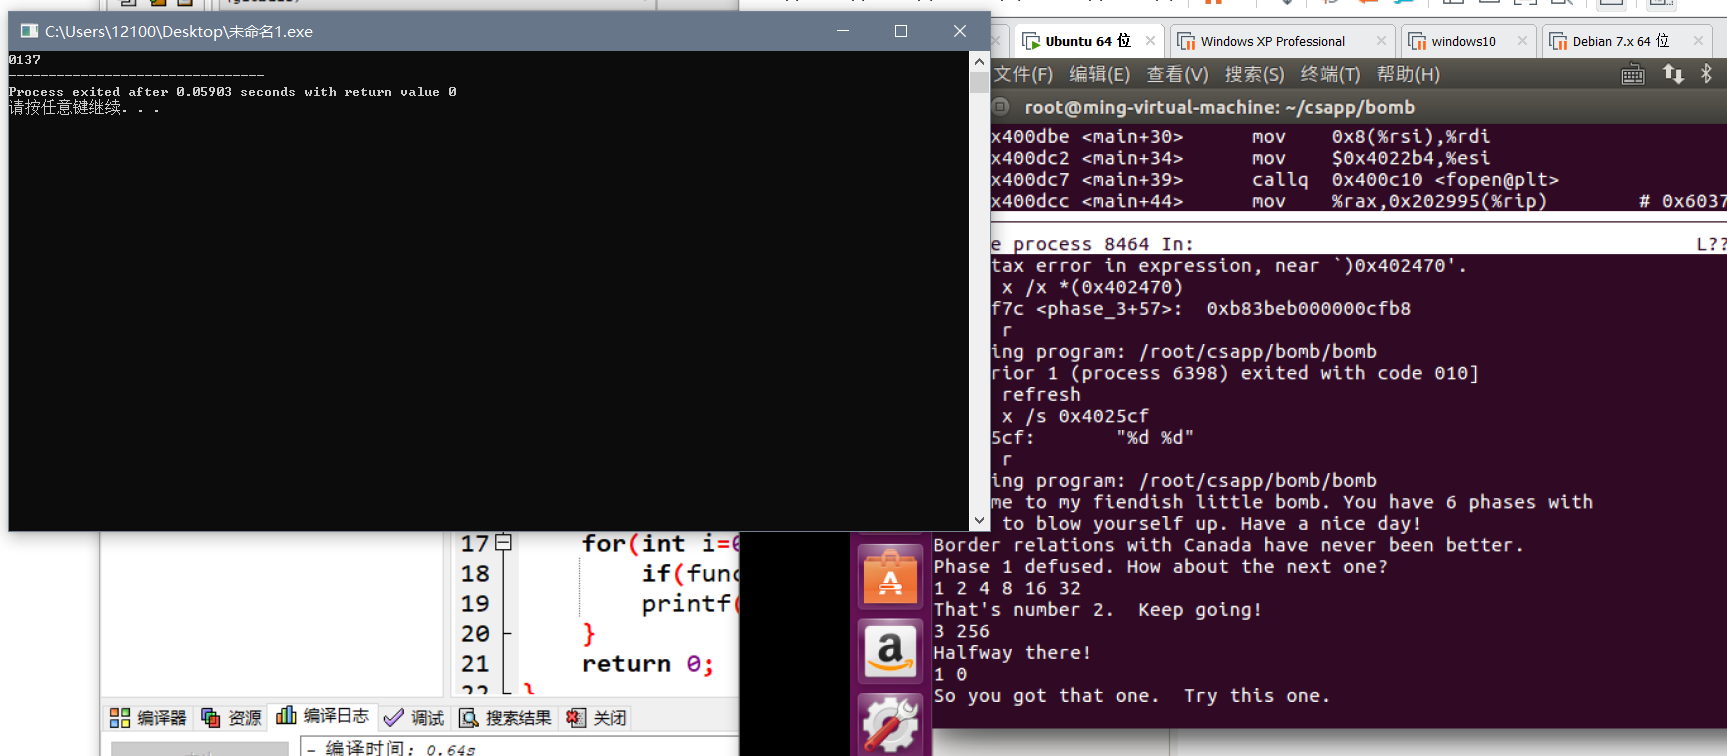 (globals)
C:\Users\12100\Desktop\未命名1.exe
0137
--------------------------------
Process exited after 0.05903 seconds with return value 0
请按任意键继续. . .
Ubuntu 64 位
Windows XP Professional
windows10
Debian 7.x 64 位
文件(F) 编辑(E) 查看(V) 搜索(S) 终端(T) 帮助(H)
root@ming-virtual-machine: ~/csapp/bomb
x400dbe <main+30> mov 0x8(%rsi),%rdi
x400dc2 <main+34> mov $0x4022b4,%esi
x400dc7 <main+39> callq 0x400c10 <fopen@plt>
x400dcc <main+44> mov %rax,0x202995(%rip) # 0x6037
e process 8464 In: L??
tax error in expression, near `)0x402470'.
x /x *(0x402470)
f7c <phase_3+57>: 0xb83beb000000cfb8
r
ing program: /root/csapp/bomb/bomb
rior 1 (process 6398) exited with code 010]
refresh
x /s 0x4025cf
5cf: "%d %d"
r
ing program: /root/csapp/bomb/bomb
me to my fiendish little bomb. You have 6 phases with
to blow yourself up. Have a nice day!
Border relations with Canada have never been better.
Phase 1 defused. How about the next one?
1 2 4 8 16 32
That's number 2.  Keep going!
3 256
Halfway there!
1 0
So you got that one.  Try this one.
17 for(int i=0
18 if(func
19 printf(
20 }
21 return 0;
22 }
编译器 资源 编译日志 调试 搜索结果 关闭
- 编译时间: 0.64s